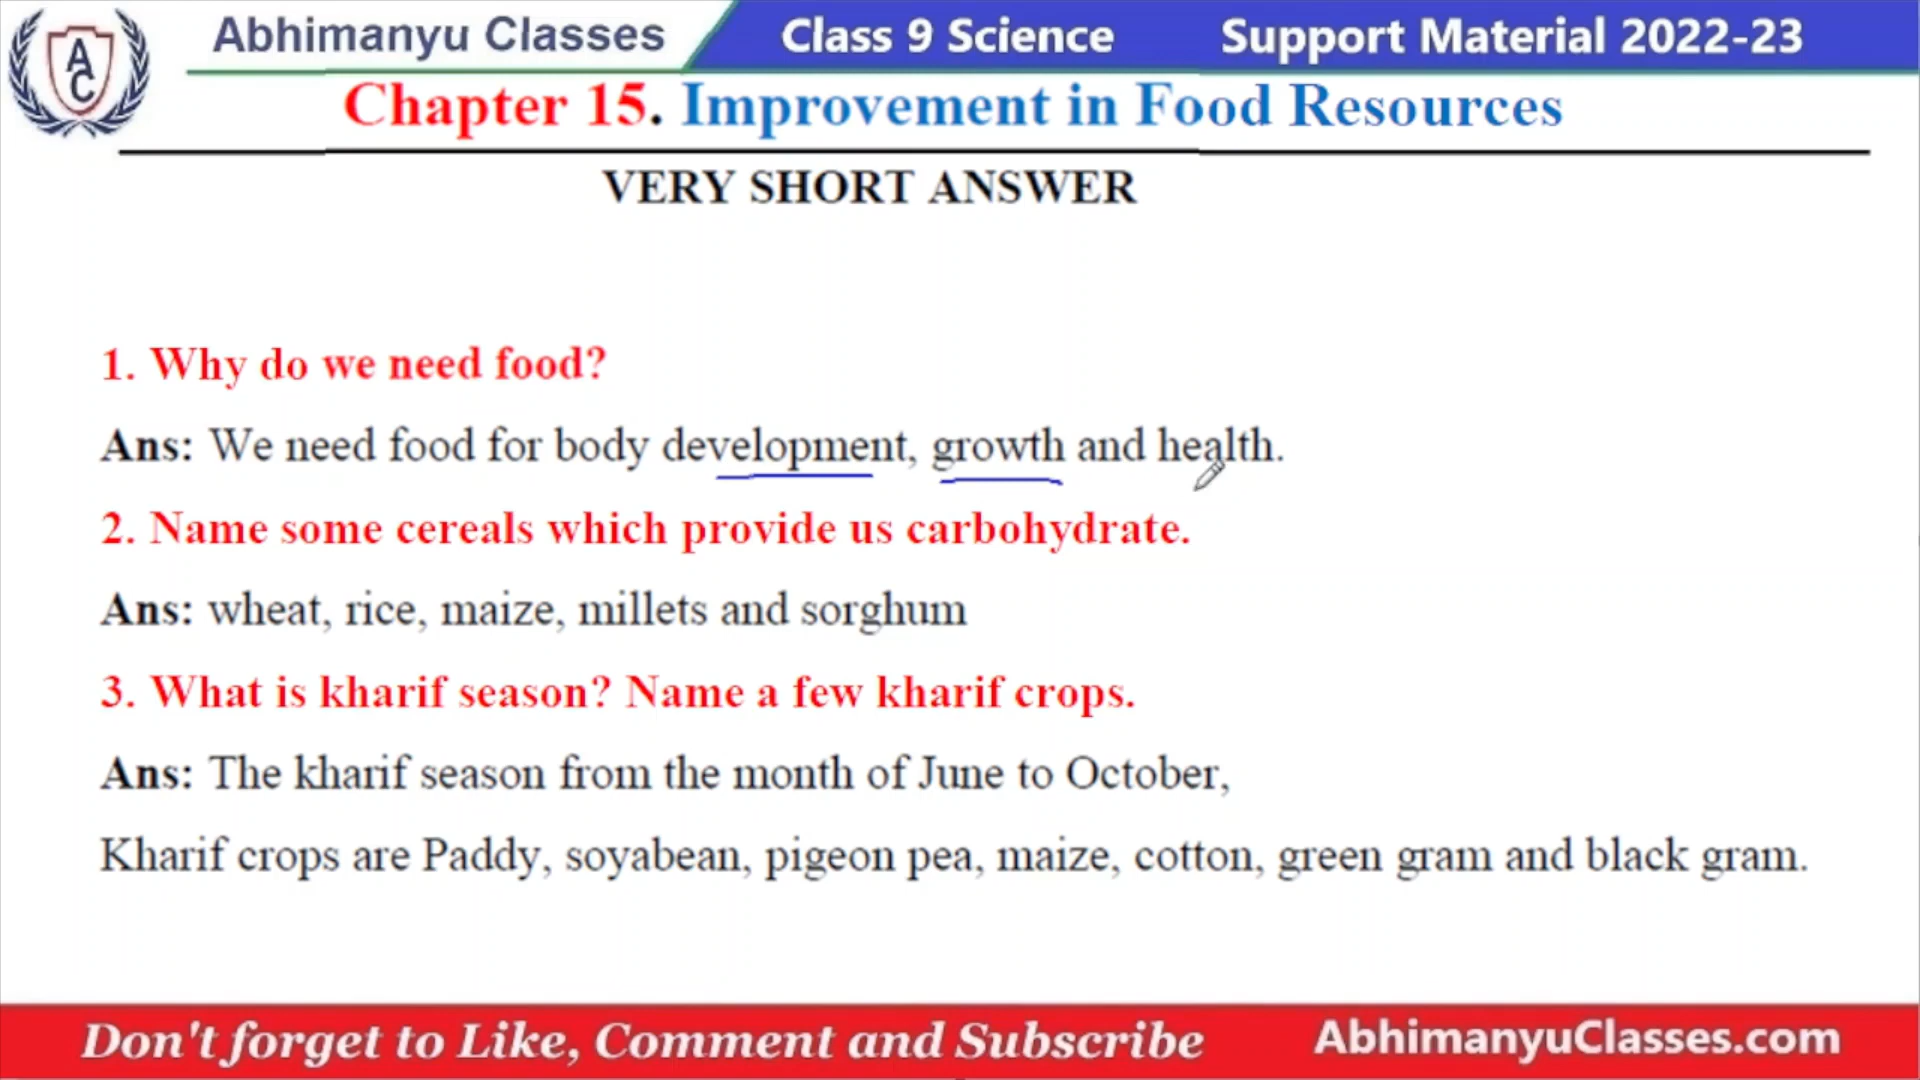 Abhimanyu Classes Class 9 Science Support Material 2022-23
AC
Chapter 15. Improvement in Food Resources
VERY SHORT ANSWER
1. Why do we need food?
Ans: We need food for body development, growth and health.
2. Name some cereals which provide us carbohydrate.
Ans: wheat, rice, maize, millets and sorghum
3. What is kharif season? Name a few kharif crops.
Ans: The kharif season from the month of June to October,
Kharif crops are Paddy, soyabean, pigeon pea, maize, cotton, green gram and black gram.
Don't forget to Like, Comment and Subscribe AbhimanyuClasses.com